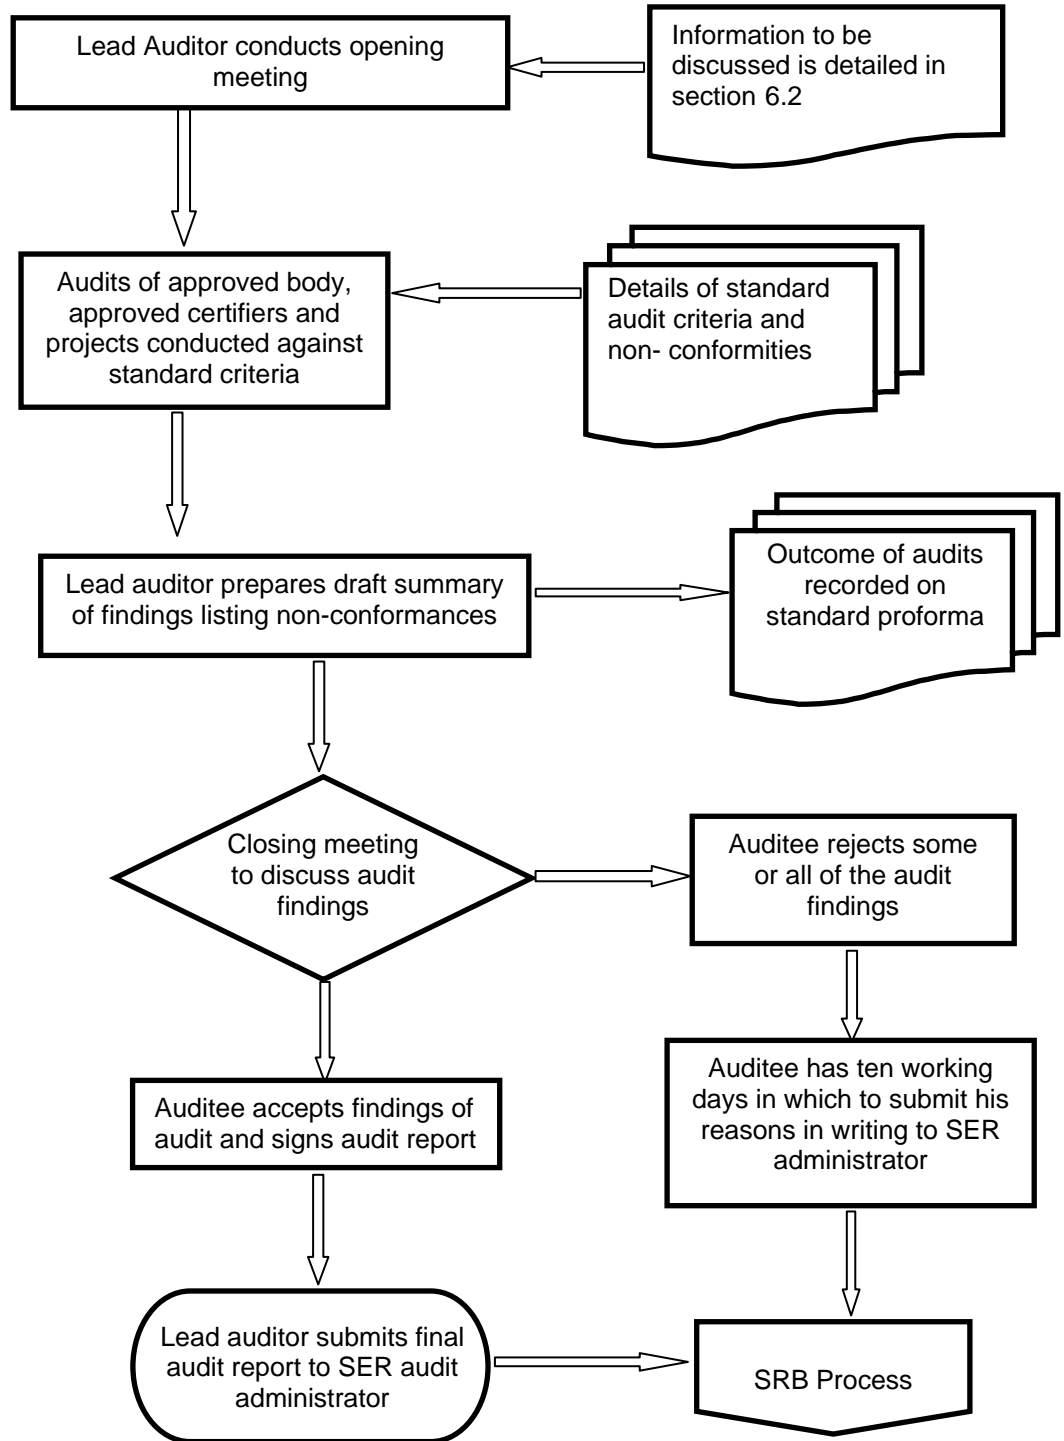 Lead Auditor conducts opening
meeting
Information to be
discussed is detailed in
section 6.2
Audits of approved body,
approved certifiers and
projects conducted against
standard criteria
Details of standard
audit criteria and
non- conformities
Lead auditor prepares draft summary
of findings listing non-conformances
Outcome of audits
recorded on
standard proforma
Closing meeting
to discuss audit
findings
Auditee rejects some
or all of the audit
findings
Auditee accepts findings of
audit and signs audit report
Auditee has ten working
days in which to submit his
reasons in writing to SER
administrator
Lead auditor submits final
audit report to SER audit
administrator
SRB Process